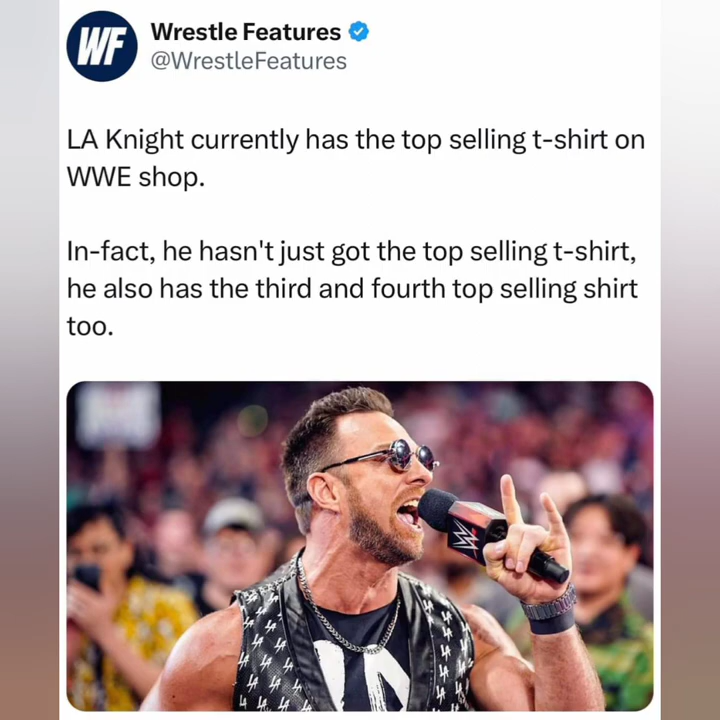 WF
Wrestle Features
@WrestleFeatures
LA Knight currently has the top selling t-shirt on
WWE shop.
In-fact, he hasn't just got the top selling t-shirt,
he also has the third and fourth top selling shirt
too.
W
LA